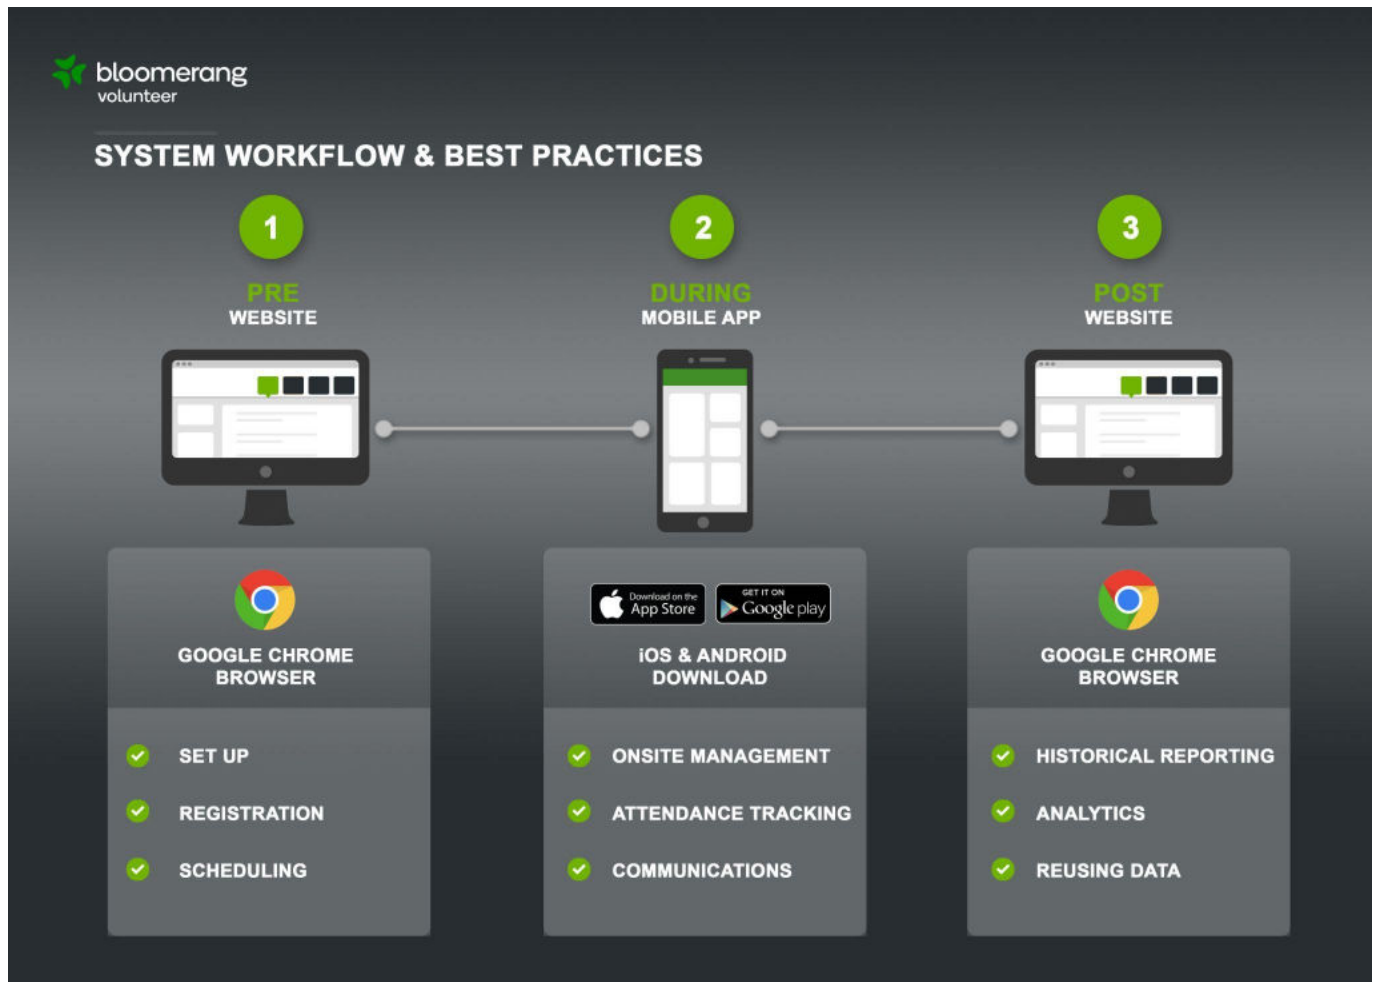 bloomerang
volunteer
SYSTEM WORKFLOW & BEST PRACTICES
1
PRE
WEBSITE
GOOGLE CHROME
BROWSER
SET UP
REGISTRATION
SCHEDULING
2
DURING
MOBILE APP
Download on the
App Store
GET IT ON
Google play
iOS & ANDROID
DOWNLOAD
ONSITE MANAGEMENT
ATTENDANCE TRACKING
COMMUNICATIONS
3
POST
WEBSITE
GOOGLE CHROME
BROWSER
HISTORICAL REPORTING
ANALYTICS
REUSING DATA